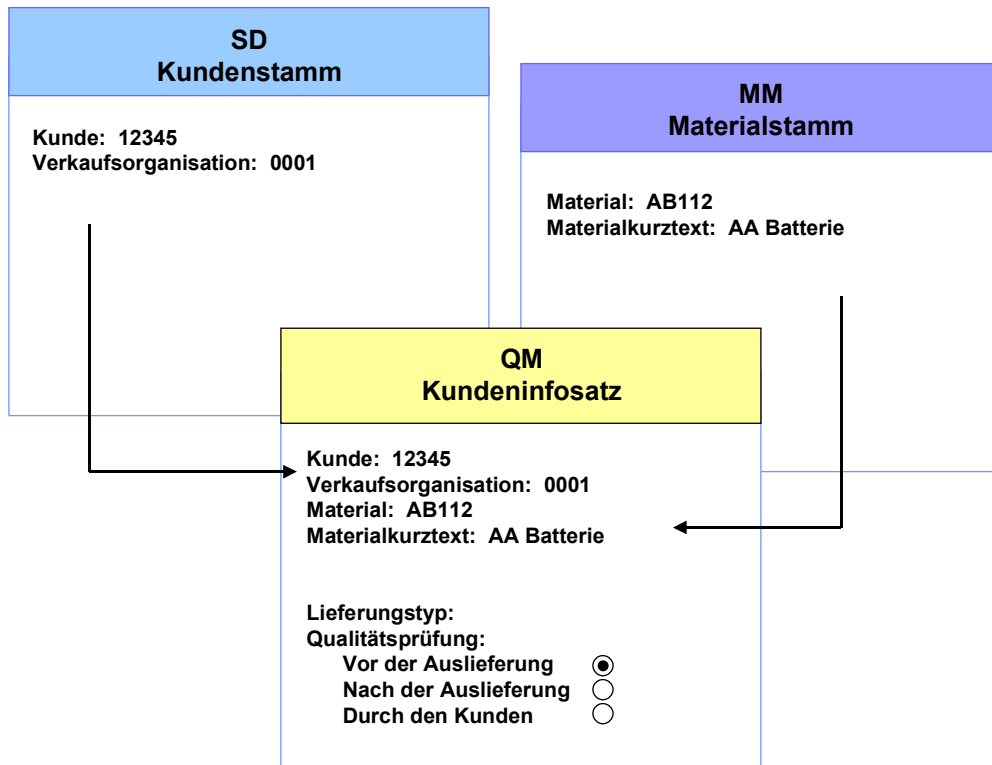 SD
Kundenstamm
Kunde: 12345
Verkaufsorganisation: 0001
MM
Materialstamm
Material: AB112
Materialkurztext: AA Batterie
QM
Kundeninfosatz
Kunde: 12345
Verkaufsorganisation: 0001
Material: AB112
Materialkurztext: AA Batterie
Lieferungstyp:
Qualitätsprüfung:
Vor der Auslieferung
Nach der Auslieferung
Durch den Kunden